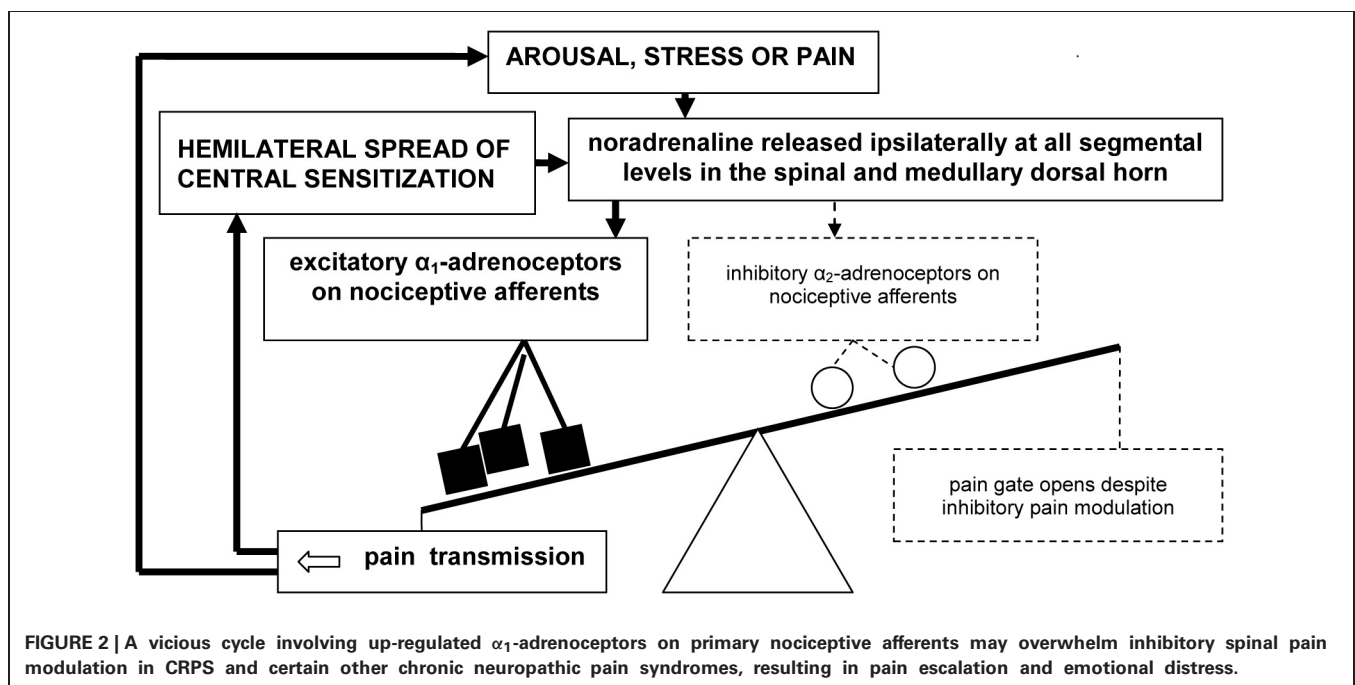 AROUSAL, STRESS OR PAIN
HEMILATERAL SPREAD OF
CENTRAL SENSITIZATION
noradrenaline released ipsilaterally at all segmental
levels in the spinal and medullary dorsal horn
excitatory α₁-adrenoceptors
on nociceptive afferents
inhibitory α₂-adrenoceptors on
nociceptive afferents
pain gate opens despite
inhibitory pain modulation
pain transmission
FIGURE 2 | A vicious cycle involving up-regulated α₁-adrenoceptors on primary nociceptive afferents may overwhelm inhibitory spinal pain
modulation in CRPS and certain other chronic neuropathic pain syndromes, resulting in pain escalation and emotional distress.